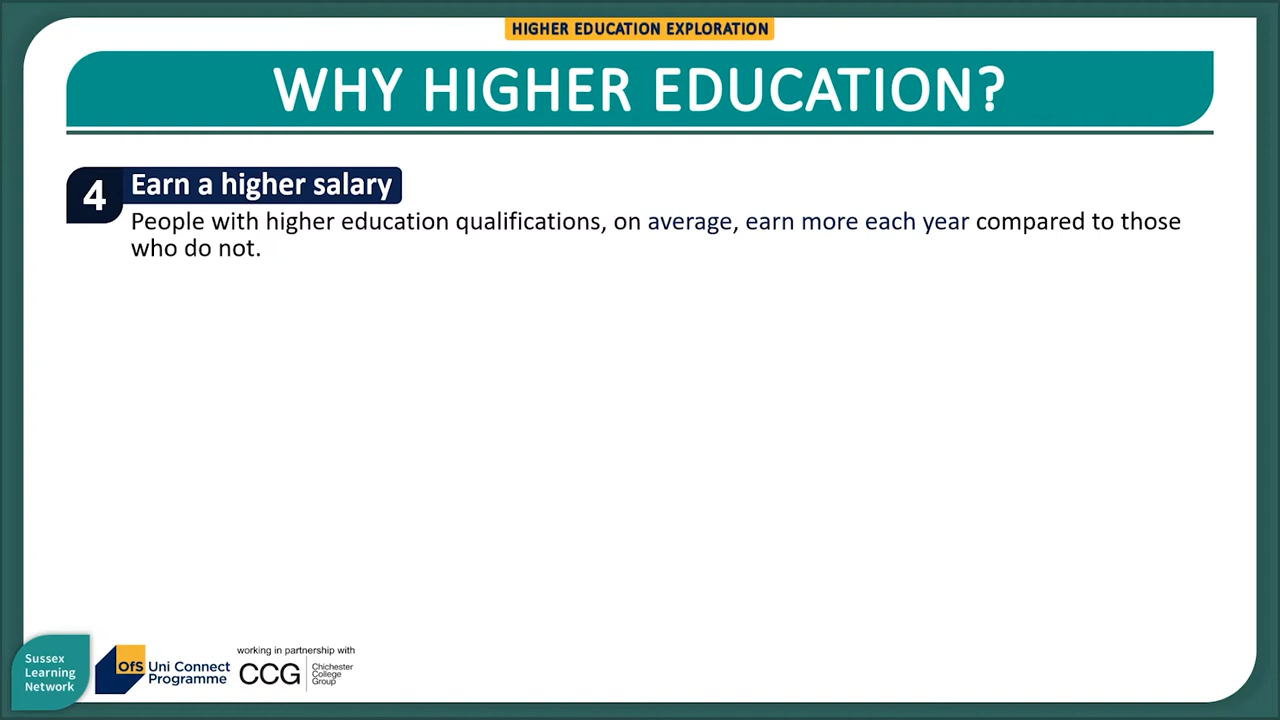 HIGHER EDUCATION EXPLORATION
WHY HIGHER EDUCATION?
4
Earn a higher salary
People with higher education qualifications, on average, earn more each year compared to those
who do not.
Sussex
Learning
Network
OfS
Uni Connect
Programme
working in partnership with
CCG
Chichester
College
Group